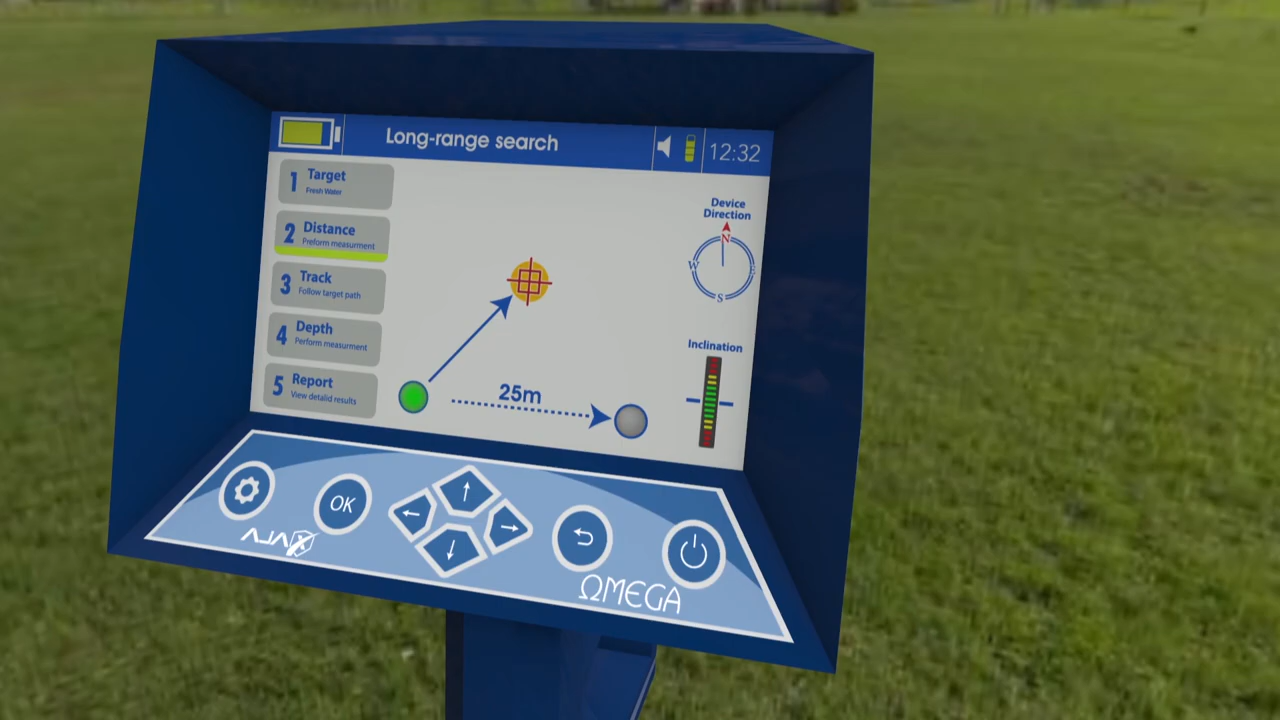 Long-range search
12:32
1 Target
Fresh Water
2 Distance
Preform measurment
3 Track
Follow target path
4 Depth
Perform measurment
5 Report
View detalid results
25m
Device
Direction
N
W
S
Inclination
OK
AJAX
ΩMEGA